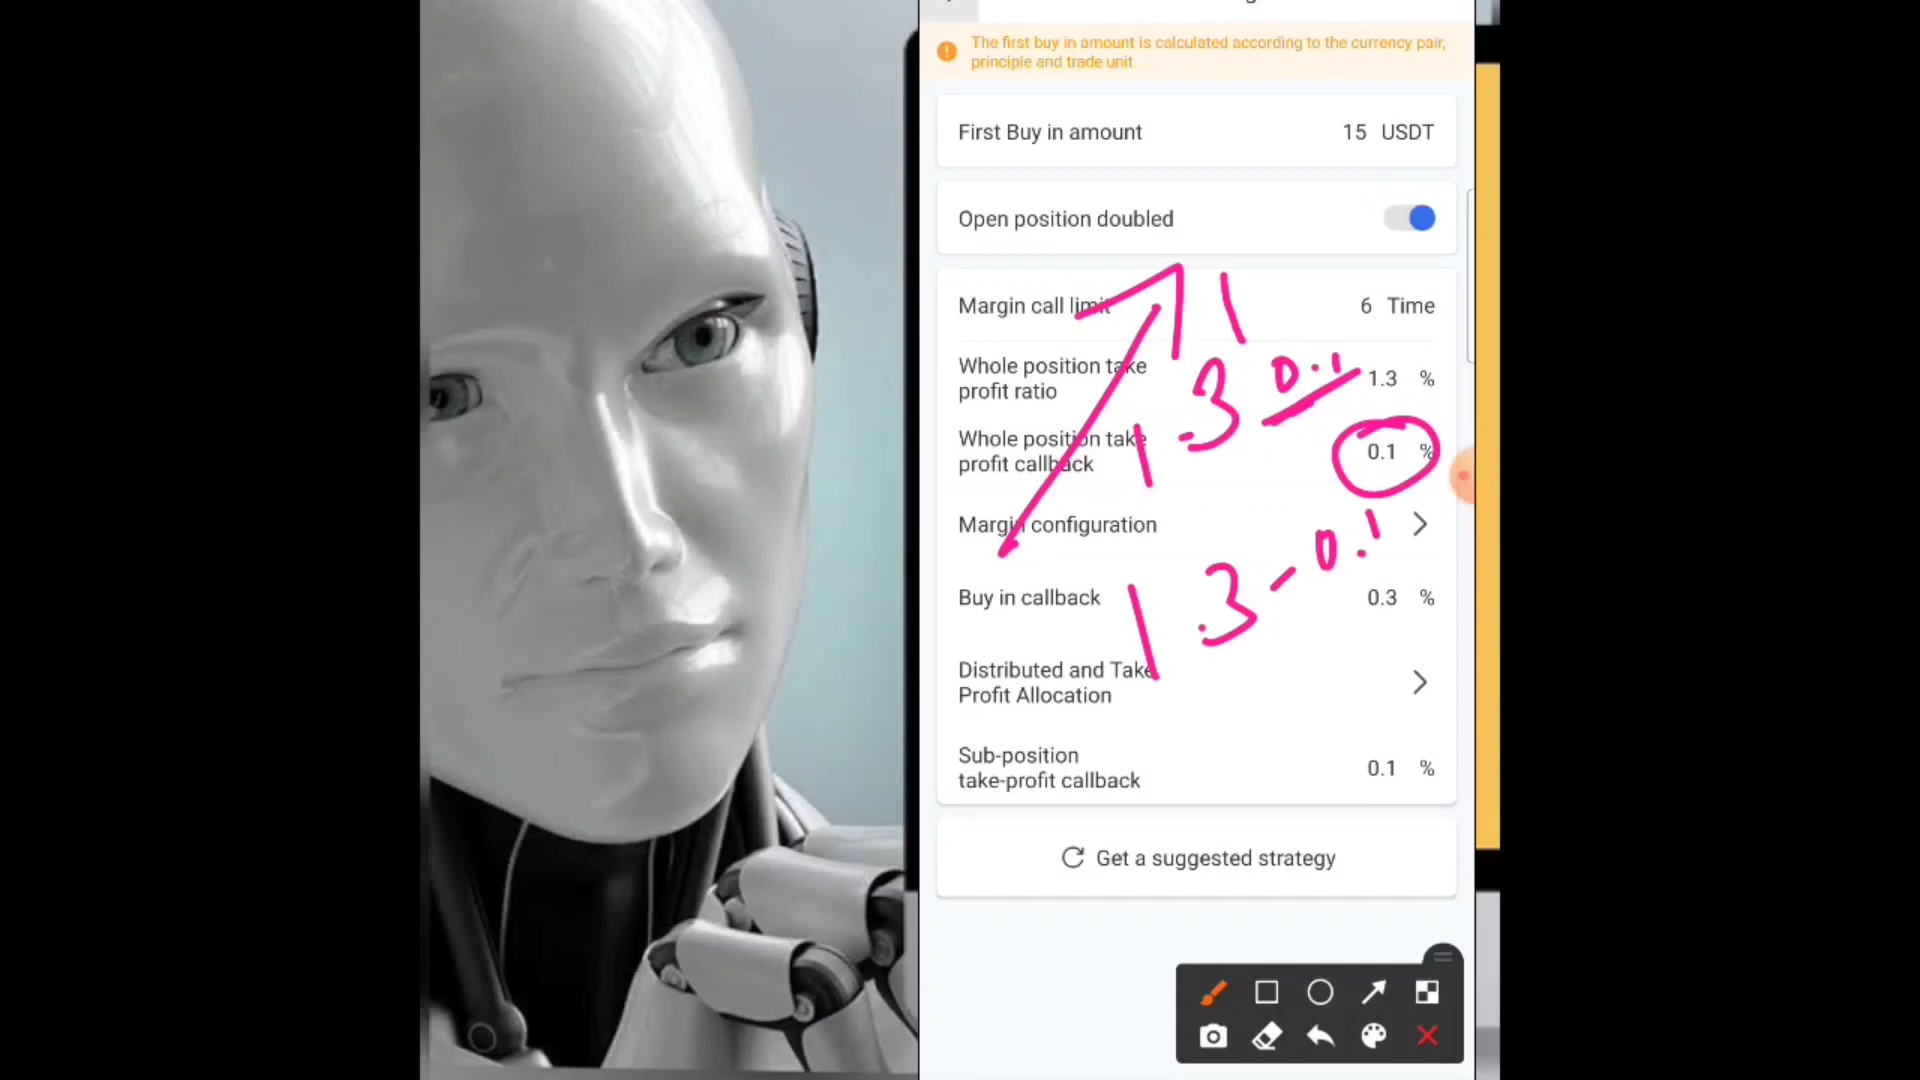 The first buy in amount is calculated according to the currency pair,
principle and trade unit
First Buy in amount 15 USDT
Open position doubled
Margin call limit 6 Time
1
Whole position take
profit ratio 1.3 %
1.3 0.1
Whole position take
profit callback 0.1 %
Margin configuration
1.3-0.1
Buy in callback 0.3 %
Distributed and Take
Profit Allocation
Sub-position
take-profit callback 0.1 %
Get a suggested strategy